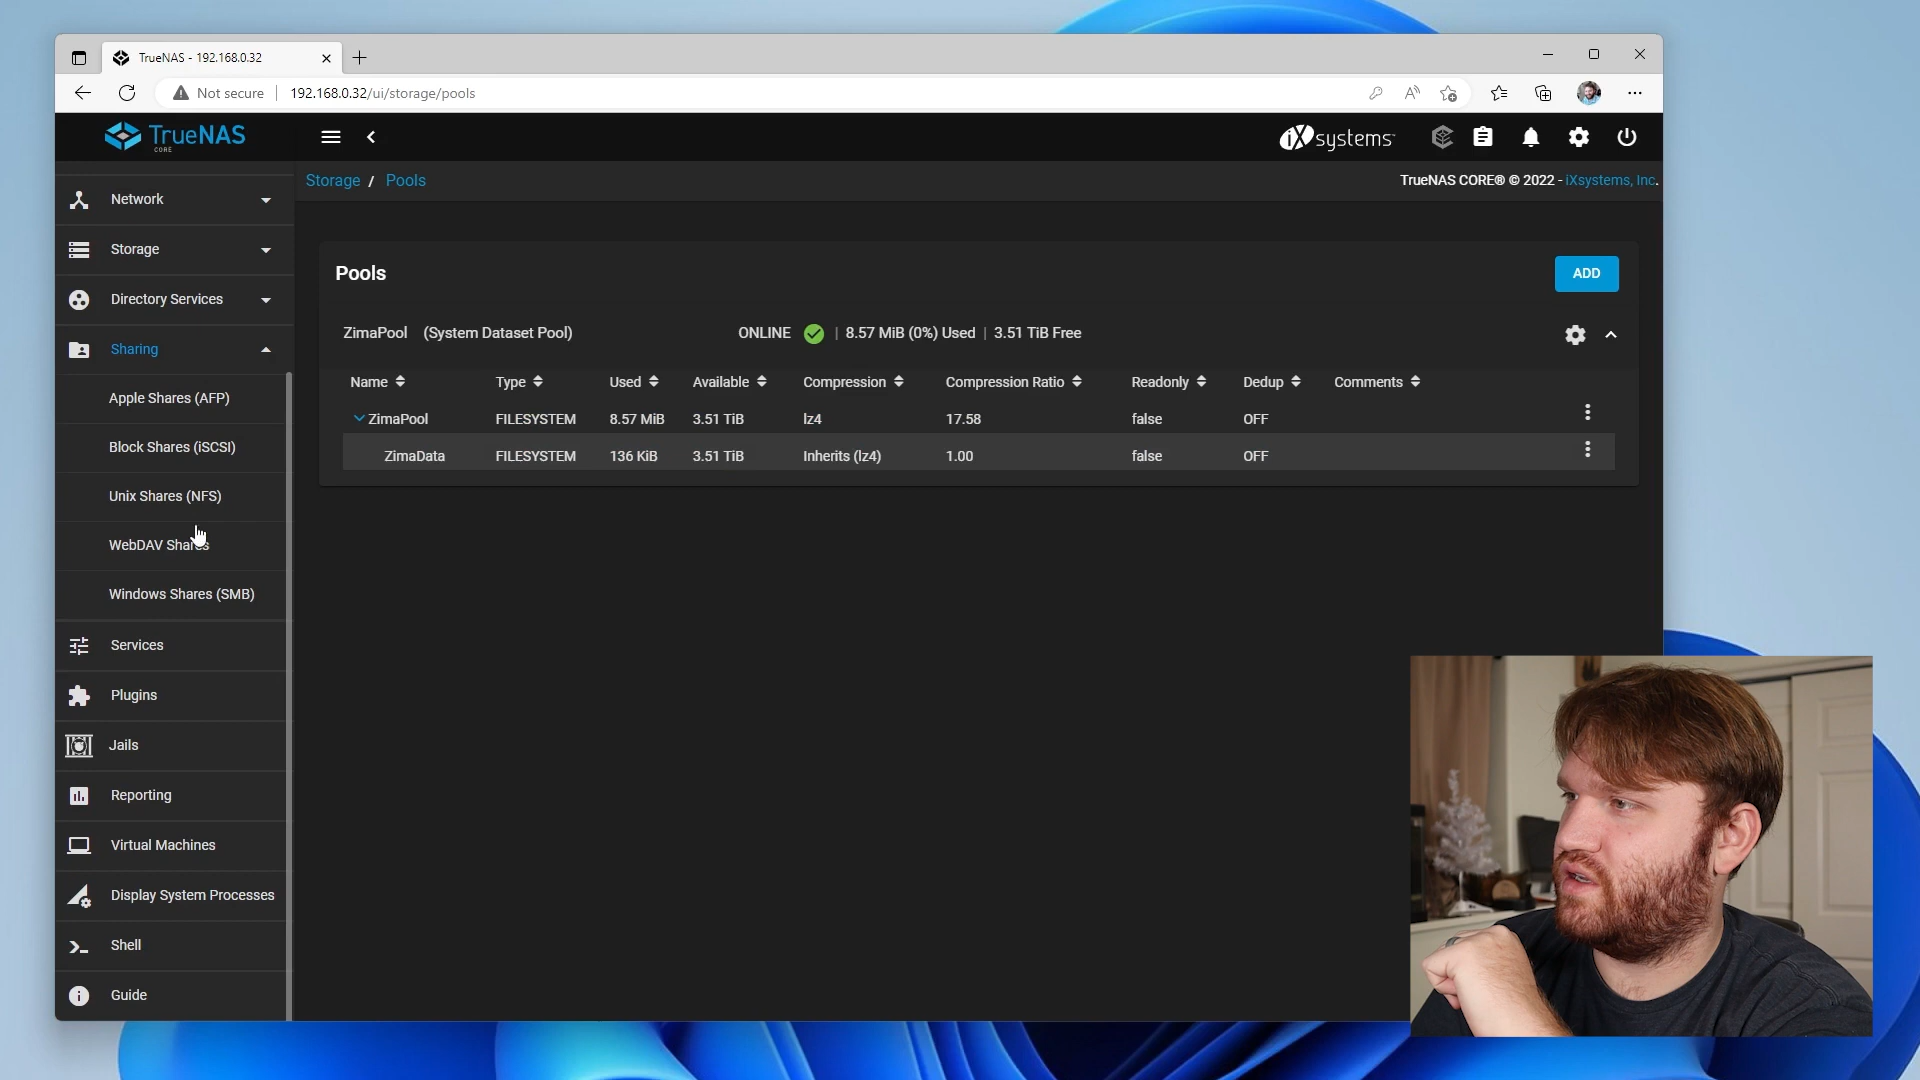 TrueNAS - 192.168.0.32
Not secure
192.168.0.32/ui/storage/pools
TrueNAS
CORE
iXsystems
Storage / Pools
TrueNAS CORE® © 2022 - iXsystems, Inc.
Network
Storage
Directory Services
Sharing
Apple Shares (AFP)
Block Shares (iSCSI)
Unix Shares (NFS)
WebDAV Shares
Windows Shares (SMB)
Services
Plugins
Jails
Reporting
Virtual Machines
Display System Processes
Shell
Guide
Pools
ADD
ZimaPool (System Dataset Pool) ONLINE | 8.57 MiB (0%) Used | 3.51 TiB Free
Name Type Used Available Compression Compression Ratio Readonly Dedup Comments
ZimaPool FILESYSTEM 8.57 MiB 3.51 TiB lz4 17.58 false OFF
ZimaData FILESYSTEM 136 KiB 3.51 TiB Inherits (lz4) 1.00 false OFF